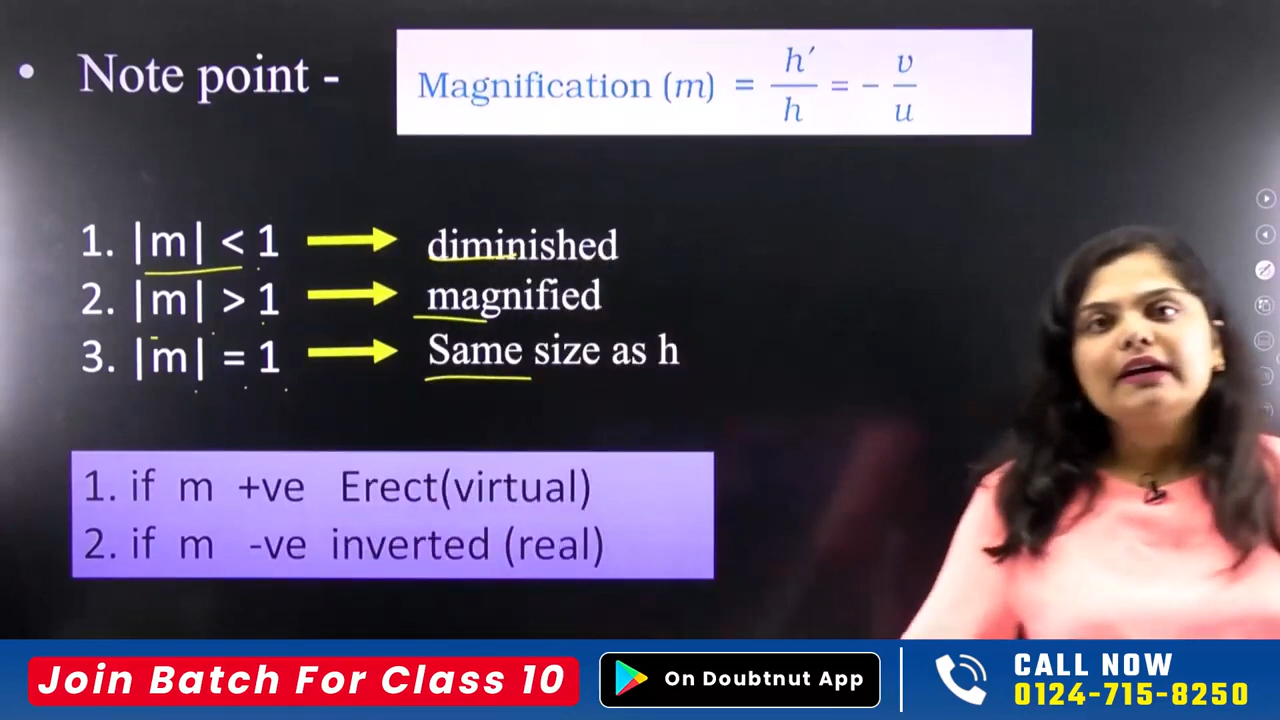 • Note point -
Magnification (m) = h′/h = - v/u
1. |m| < 1 → diminished
2. |m| > 1 → magnified
3. |m| = 1 → Same size as h
1. if m +ve Erect(virtual)
2. if m -ve inverted (real)
Join Batch For Class 10
On Doubtnut App
CALL NOW
0124-715-8250